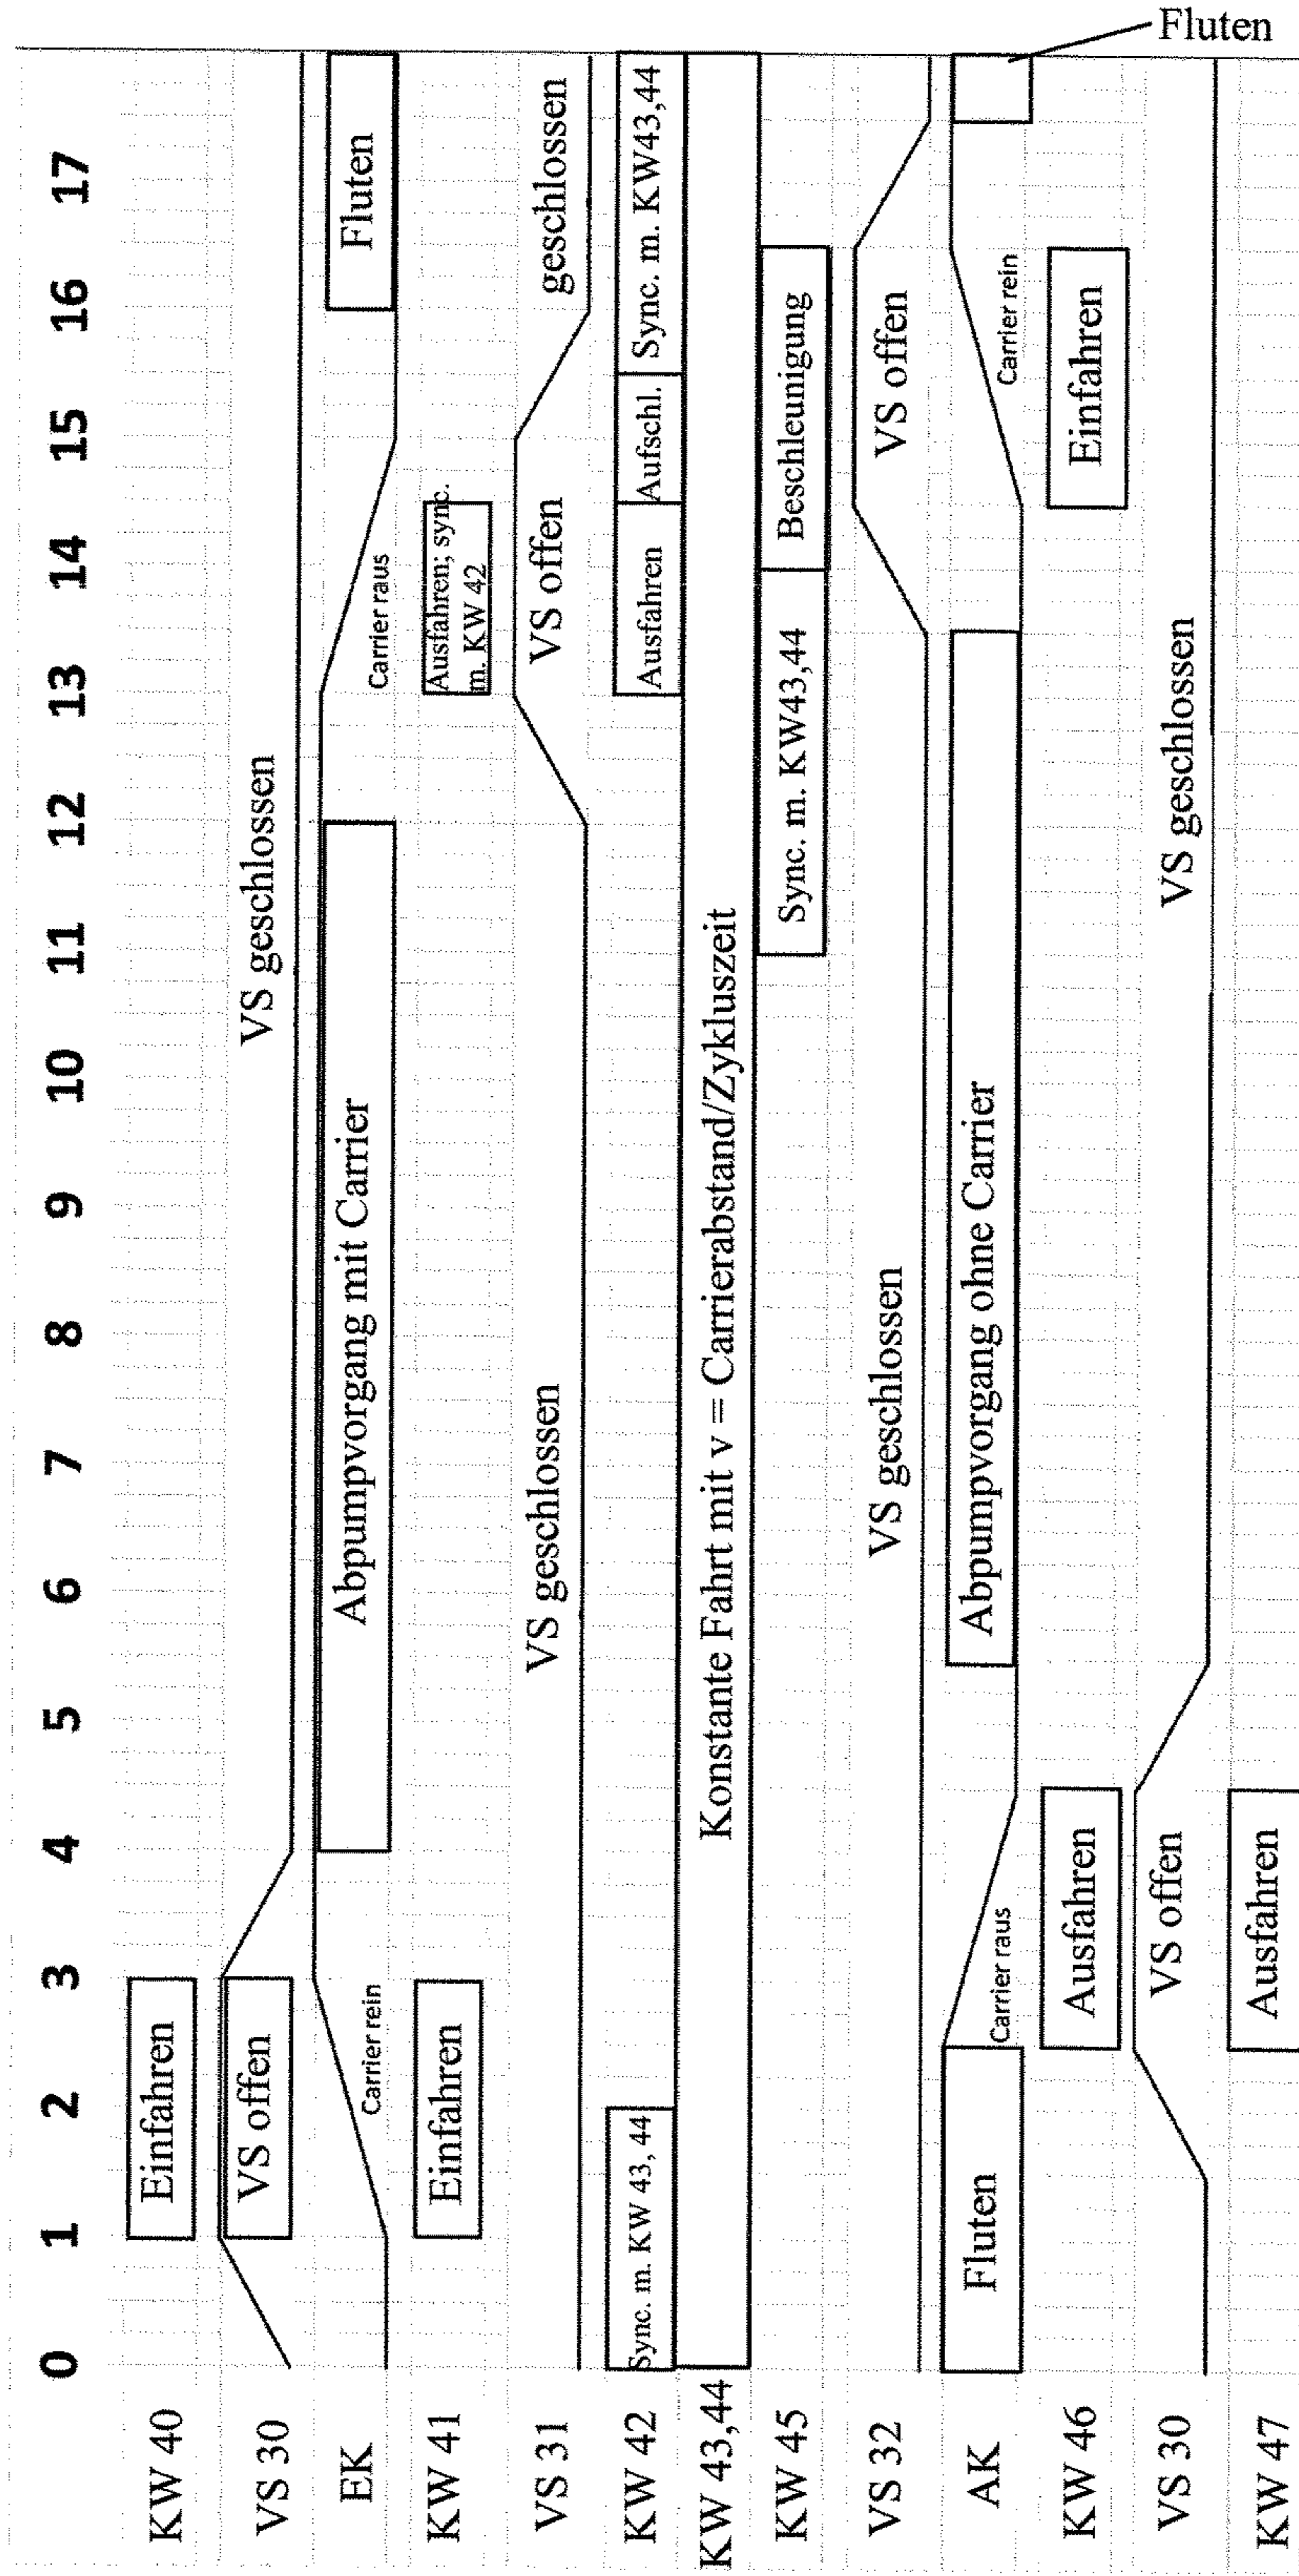 0 1 2 3 4 5 6 7 8 9 10 11 12 13 14 15 16 17
KW 40 Einfahren
VS 30 VS offen VS geschlossen
EK Carrier rein Abpumpvorgang mit Carrier Carrier raus Fluten
KW 41 Einfahren Ausfahren; sync.
m. KW 42
VS 31 VS geschlossen VS offen geschlossen
KW 42 Sync. m. KW 43, 44 Ausfahren Aufschl. Sync. m. KW43,44
KW 43,44 Konstante Fahrt mit v = Carrierabstand/Zykluszeit
KW 45 Sync. m. KW43,44 Beschleunigung
VS 32 VS geschlossen VS offen
AK Fluten Carrier raus Abpumpvorgang ohne Carrier Carrier rein
Fluten
KW 46 Ausfahren Einfahren
VS 30 VS offen VS geschlossen
KW 47 Ausfahren